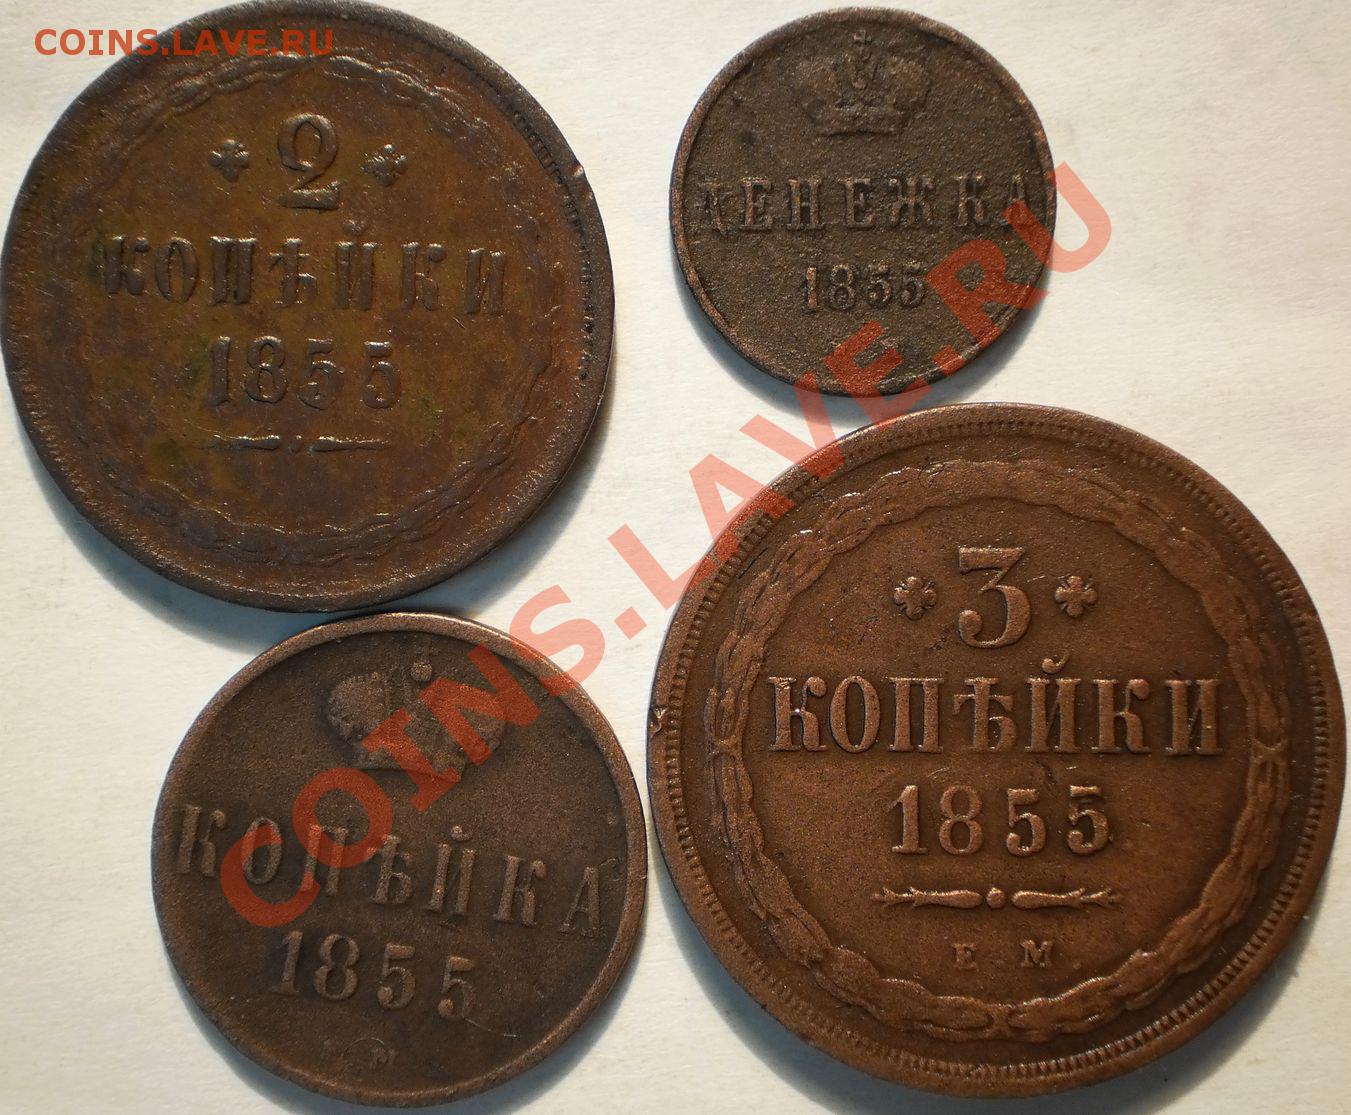 COINS.LAVE.RU
2
КОПѢЙКИ
1855
ДЕНЕЖКА
1855
КОПѢЙКА
1855
3
КОПѢЙКИ
1855
Е М
COINS.LAVE.RU